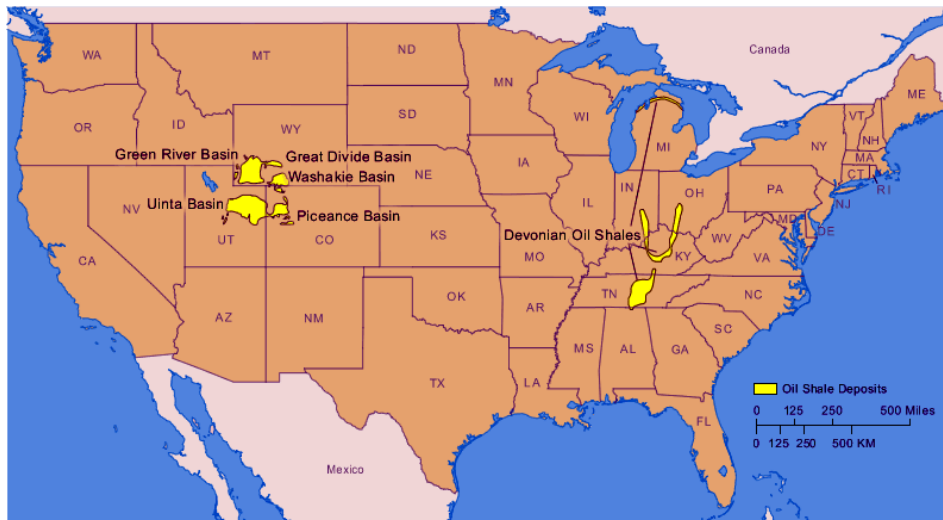 Canada
WA
MT
ND
MN
ME
OR
ID
WY
SD
WI
MI
VT
NH
NY
MA
CT
RI
Green River Basin
Great Divide Basin
Washakie Basin
NE
IA
PA
NJ
Uinta Basin
Piceance Basin
NV
UT
CO
KS
IL
IN
OH
MD
DE
Devonian Oil Shales
WV
VA
KY
MO
CA
AZ
NM
OK
AR
TN
NC
SC
MS
AL
GA
TX
LA
FL
Mexico
Oil Shale Deposits
0 125 250 500 Miles
0 125 250 500 KM